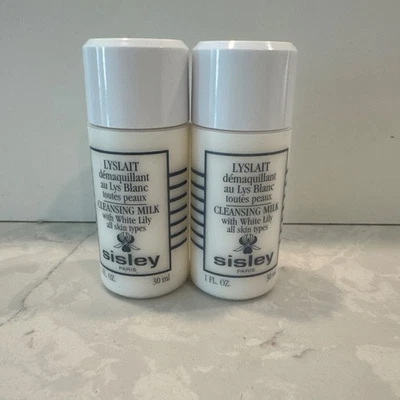 LYSLAIT
démaquillant
au Lys Blanc
toutes peaux
CLEANSING MILK
with White Lily
all skin types
sisley
PARIS
FL. OZ.
30 ml
LYSLAIT
démaquillant
au Lys Blanc
toutes peaux
CLEANSING MILK
with White Lily
all skin types
sisley
PARIS
1 FL. OZ.